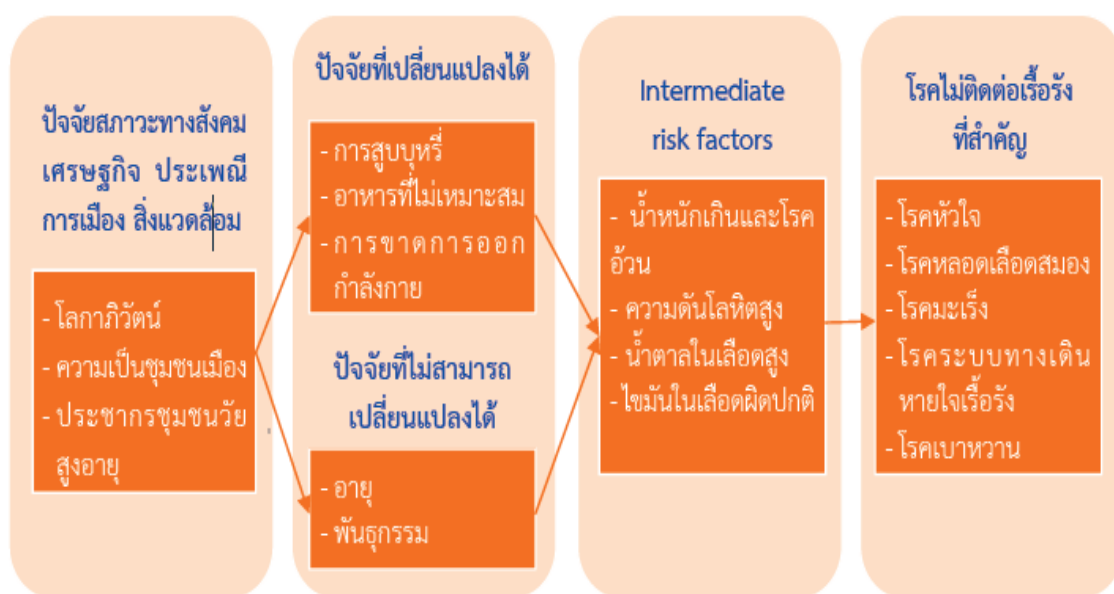 ปัจจัยสภาวะทางสังคม
เศรษฐกิจ ประเพณี
การเมือง สิ่งแวดล้อม
- โลกาภิวัตน์
- ความเป็นชุมชนเมือง
- ประชากรชุมชนวัย
สูงอายุ
ปัจจัยที่เปลี่ยนแปลงได้
- การสูบบุหรี่
- อาหารที่ไม่เหมาะสม
- การขาดการออก
กำลังกาย
ปัจจัยที่ไม่สามารถ
เปลี่ยนแปลงได้
- อายุ
- พันธุกรรม
Intermediate
risk factors
- น้ำหนักเกินและโรค
อ้วน
- ความดันโลหิตสูง
- น้ำตาลในเลือดสูง
- ไขมันในเลือดผิดปกติ
โรคไม่ติดต่อเรื้อรัง
ที่สำคัญ
- โรคหัวใจ
- โรคหลอดเลือดสมอง
- โรคมะเร็ง
- โรคระบบทางเดิน
หายใจเรื้อรัง
- โรคเบาหวาน